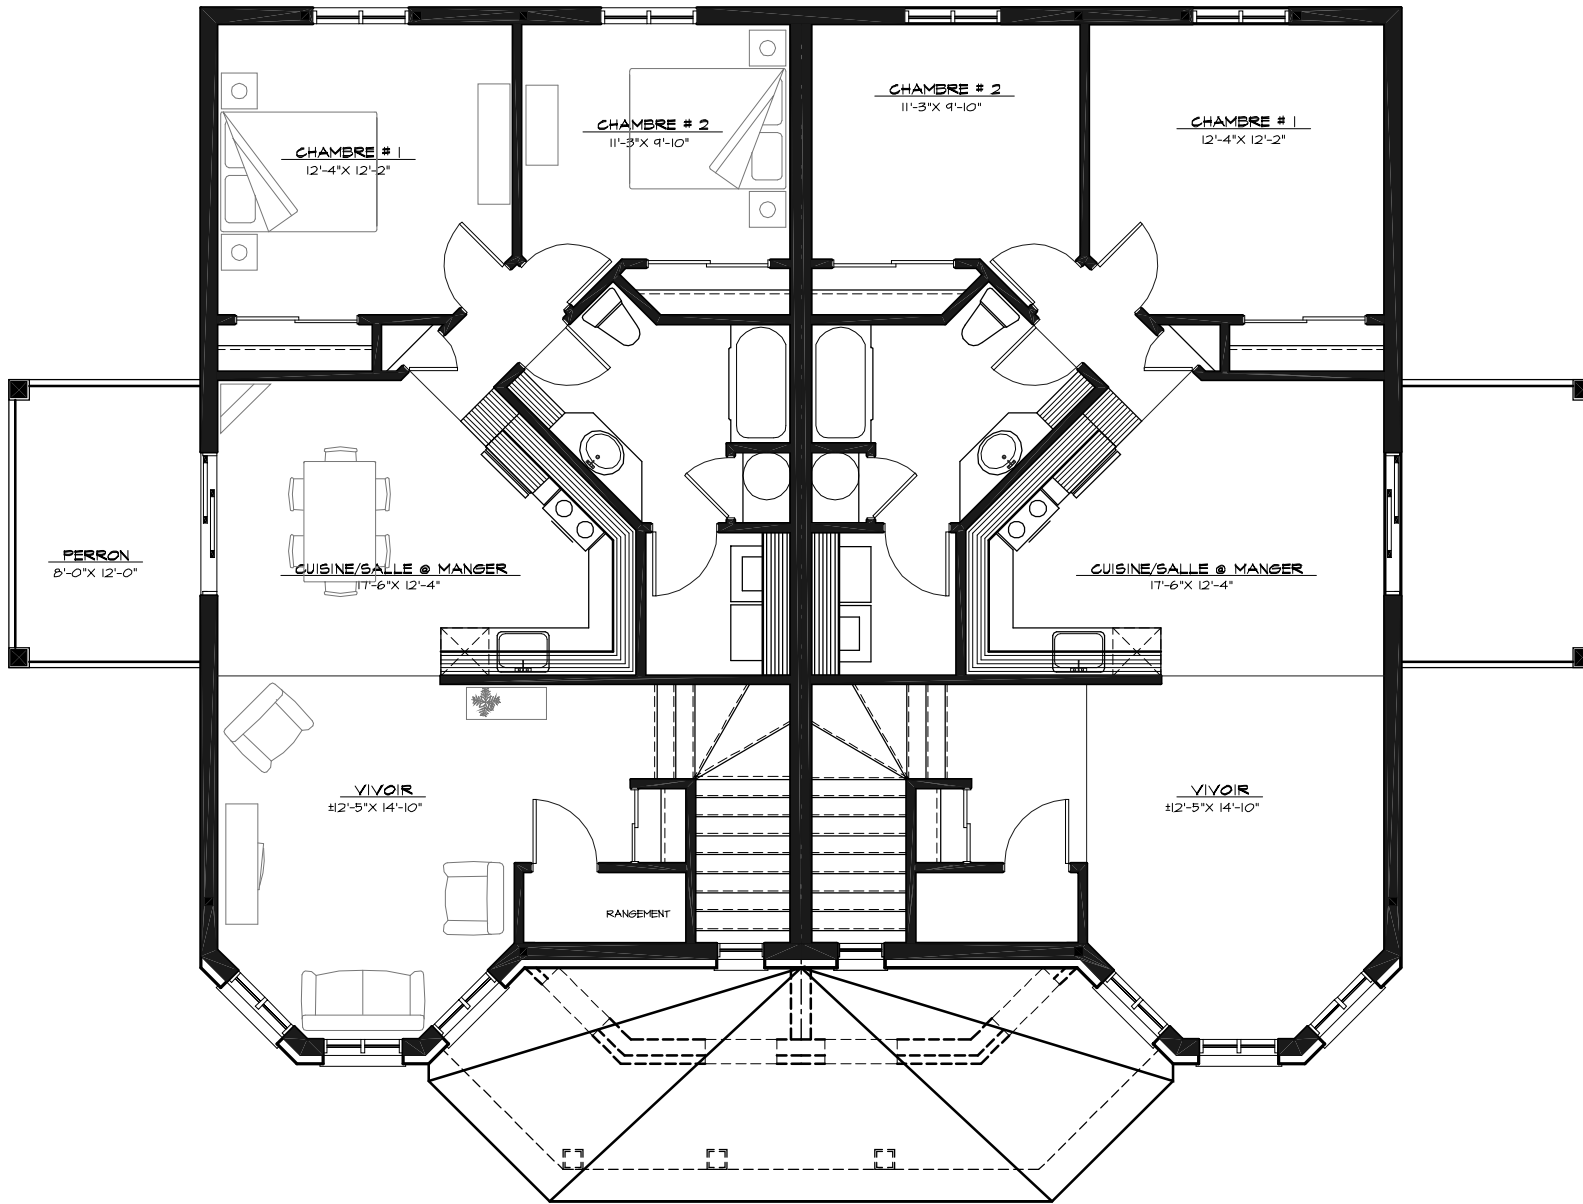 CHAMBRE # 2
11'-3"X 9'-10"
CHAMBRE # 1
12'-4"X 12'-2"
CHAMBRE # 2
11'-3"X 9'-10"
CHAMBRE # 1
12'-4"X 12'-2"
PERRON
8'-0"X 12'-0"
CUISINE/SALLE @ MANGER
17'-6"X 12'-4"
CUISINE/SALLE @ MANGER
17'-6"X 12'-4"
VIVOIR
±12'-5"X 14'-10"
VIVOIR
±12'-5"X 14'-10"
RANGEMENT